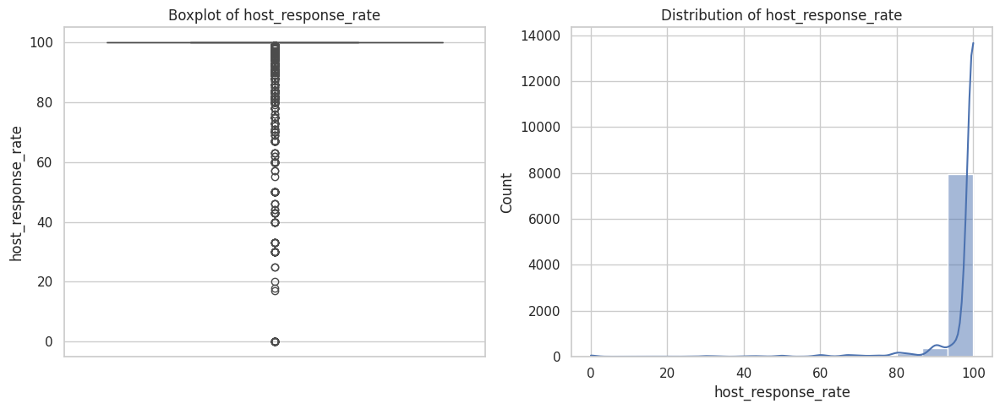 Boxplot of host_response_rate
100
80
60
40
20
0
host_response_rate
Distribution of host_response_rate
14000
12000
10000
8000
6000
4000
2000
0
Count
0 20 40 60 80 100
host_response_rate